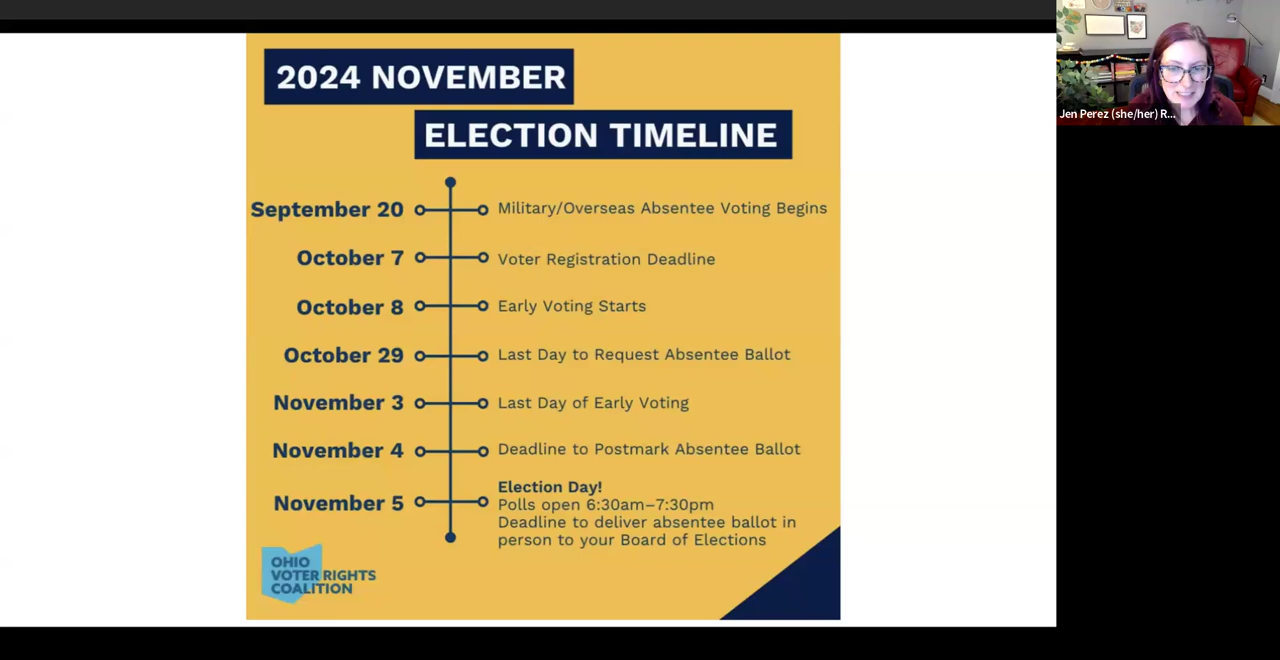 2024 NOVEMBER
ELECTION TIMELINE
September 20 Military/Overseas Absentee Voting Begins
October 7 Voter Registration Deadline
October 8 Early Voting Starts
October 29 Last Day to Request Absentee Ballot
November 3 Last Day of Early Voting
November 4 Deadline to Postmark Absentee Ballot
November 5 Election Day!
Polls open 6:30am–7:30pm
Deadline to deliver absentee ballot in
person to your Board of Elections
OHIO
VOTER RIGHTS
COALITION
Jen Perez (she/her) R...